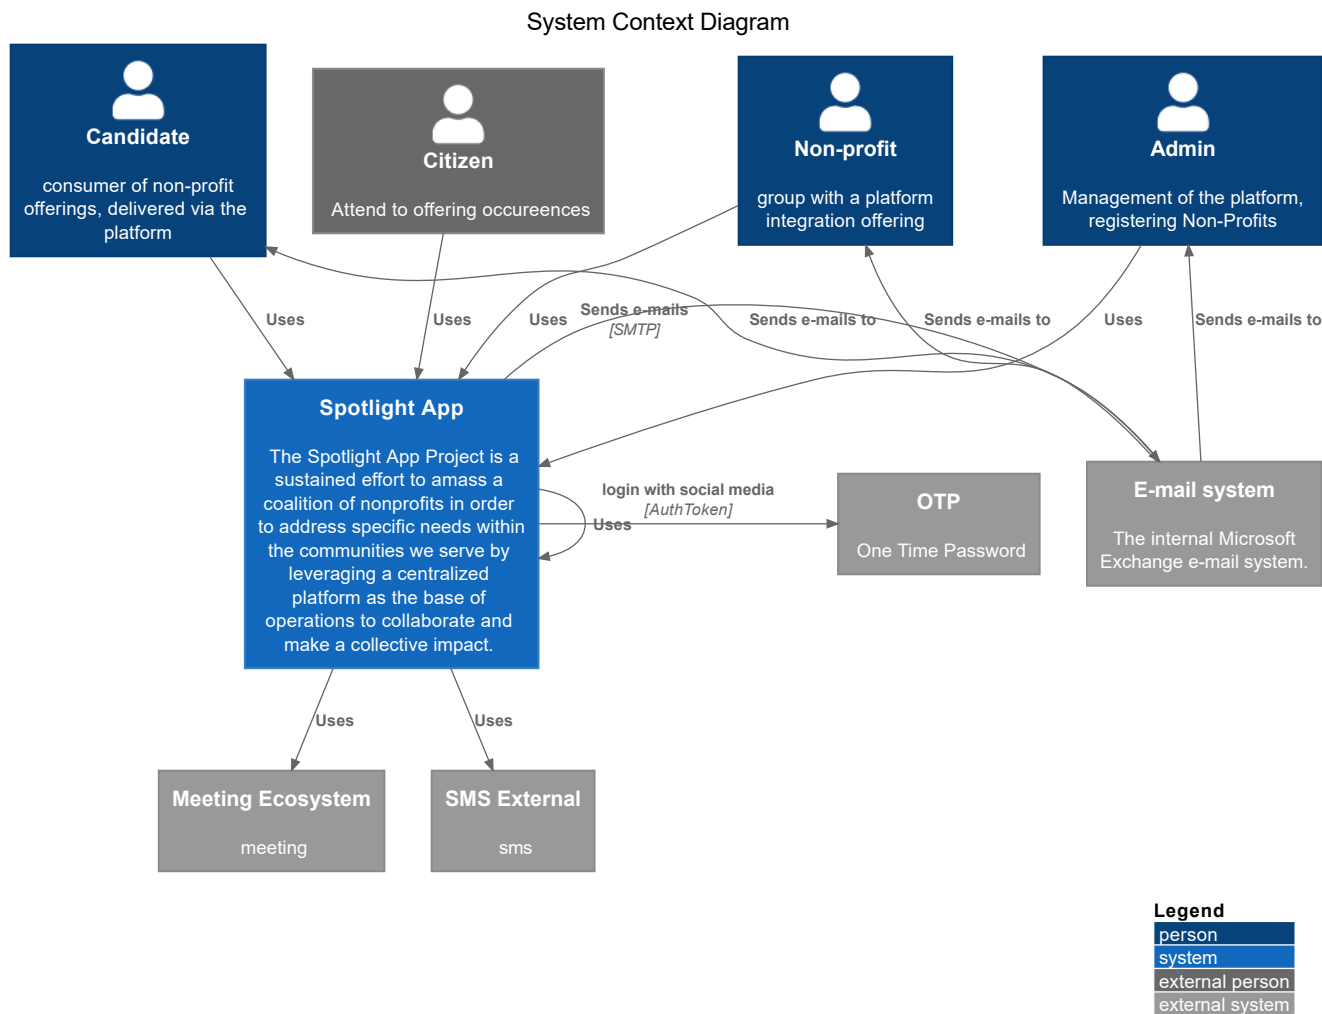 System Context Diagram
Candidate
consumer of non-profit
offerings, delivered via the
platform
Citizen
Attend to offering occureences
Non-profit
group with a platform
integration offering
Admin
Management of the platform,
registering Non-Profits
Uses
Uses
Uses
Sends e-mails
[SMTP]
Sends e-mails to
Sends e-mails to
Uses
Sends e-mails to
Spotlight App
The Spotlight App Project is a
sustained effort to amass a
coalition of nonprofits in order
to address specific needs within
the communities we serve by
leveraging a centralized
platform as the base of
operations to collaborate and
make a collective impact.
login with social media
[AuthToken]
Uses
OTP
One Time Password
E-mail system
The internal Microsoft
Exchange e-mail system.
Uses
Uses
Meeting Ecosystem
meeting
SMS External
sms
Legend
person
system
external person
external system